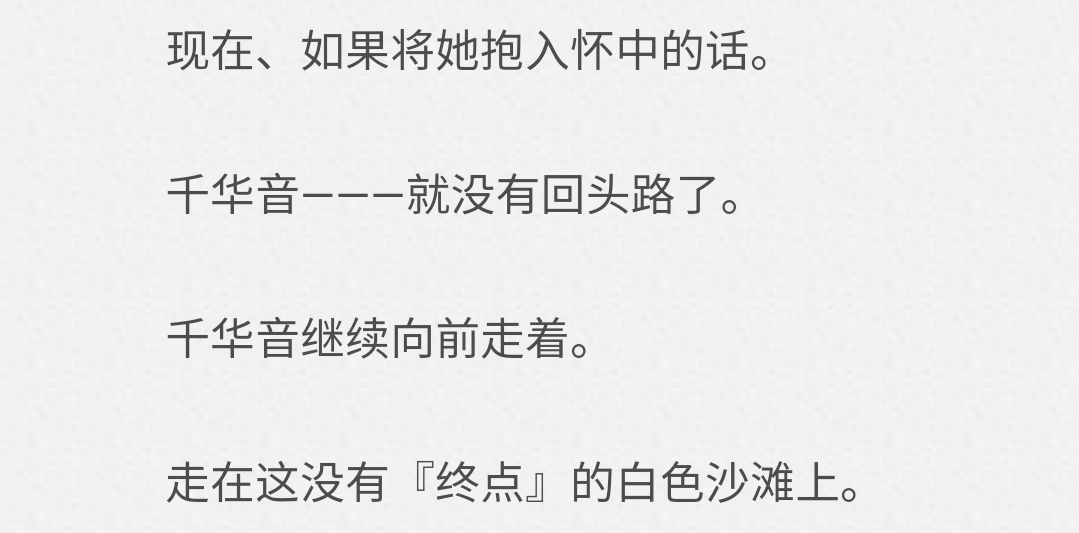 现在、如果将她抱入怀中的话。
千华音———就没有回头路了。
千华音继续向前走着。
走在这没有『终点』的白色沙滩上。